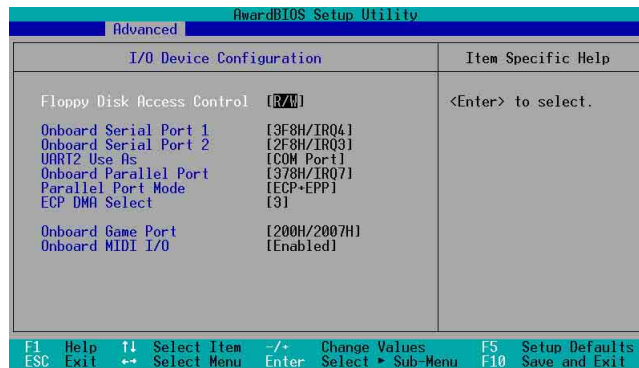 AwardBIOS Setup Utility
Advanced
I/O Device Configuration
Item Specific Help
Floppy Disk Access Control [R/W]
<Enter> to select.
Onboard Serial Port 1 [3F8H/IRQ4]
Onboard Serial Port 2 [2F8H/IRQ3]
UART2 Use As [COM Port]
Onboard Parallel Port [378H/IRQ7]
Parallel Port Mode [ECP+EPP]
ECP DMA Select [3]
Onboard Game Port [200H/2007H]
Onboard MIDI I/O [Enabled]
F1 Help ↑↓ Select Item -/+ Change Values F5 Setup Defaults
ESC Exit ←→ Select Menu Enter Select ► Sub-Menu F10 Save and Exit